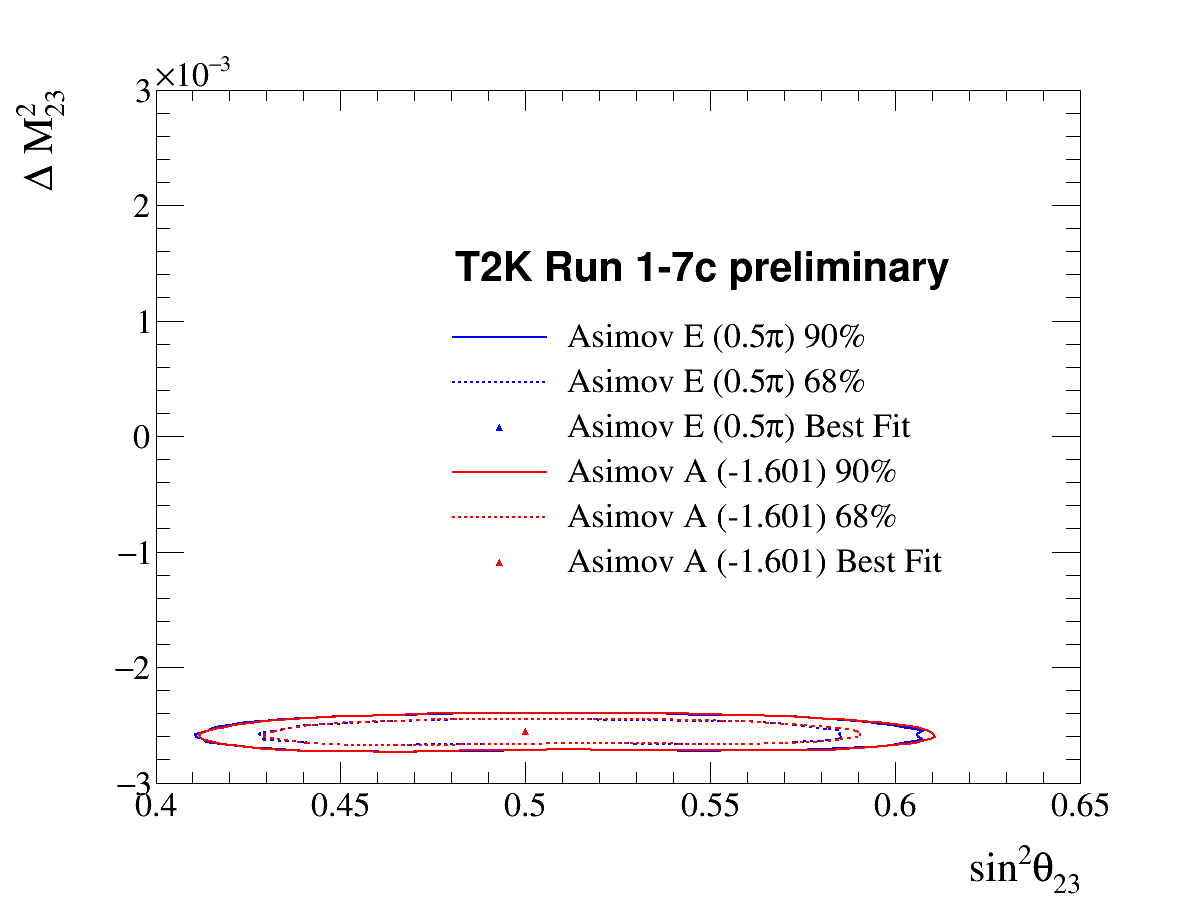 ×10⁻³
Δ M²₂₃
3
2
1
0
−1
−2
−3
T2K Run 1-7c preliminary
Asimov E (0.5π) 90%
Asimov E (0.5π) 68%
Asimov E (0.5π) Best Fit
Asimov A (-1.601) 90%
Asimov A (-1.601) 68%
Asimov A (-1.601) Best Fit
0.4 0.45 0.5 0.55 0.6 0.65
sin²θ₂₃